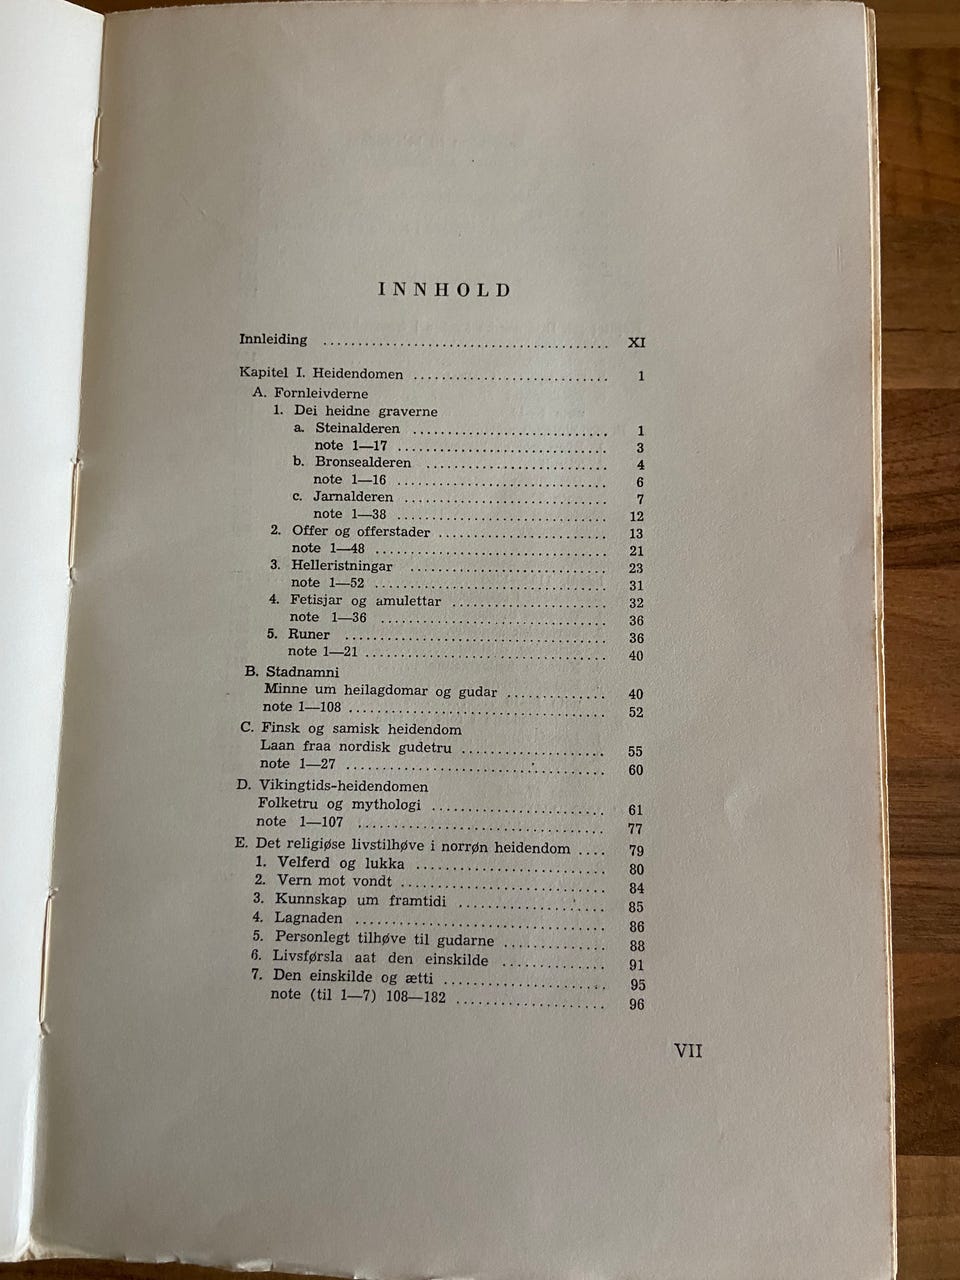 INNHOLD
Innleiding ........................................ XI
Kapitel I. Heidendomen ............................ 1
A. Fornleivderne
1. Dei heidne graverne
a. Steinalderen ............................ 1
note 1—17 .............................. 3
b. Bronsealderen .......................... 4
note 1—16 .............................. 6
c. Jarnalderen ............................. 7
note 1—38 .............................. 12
2. Offer og offerstader ........................ 13
note 1—48 ................................. 21
3. Helleristningar ............................ 23
note 1—52 ................................. 31
4. Fetisjar og amulettar ...................... 32
note 1—36 ................................ 36
5. Runer ..................................... 36
note 1—21 .................................. 40
B. Stadnamni
Minne um heilagdomar og gudar .............. 40
note 1—108 .................................... 52
C. Finsk og samisk heidendom
Laan fraa nordisk gudetru .................... 55
note 1—27 ..................................... 60
D. Vikingtids-heidendomen
Folketru og mythologi ........................ 61
note 1—107 ................................... 77
E. Det religiøse livstilhøve i norrøn heidendom .... 79
1. Velferd og lukka ........................... 80
2. Vern mot vondt ............................ 84
3. Kunnskap um framtidi ..................... 85
4. Lagnaden ................................... 86
5. Personlegt tilhøve til gudarne .............. 88
6. Livsførsla aat den einskilde ............... 91
7. Den einskilde og ætti ....................... 95
note (til 1—7) 108—182 ..................... 96
VII